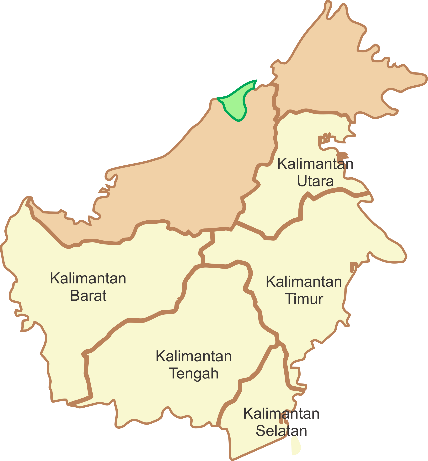 Kalimantan
Utara
Kalimantan
Barat
Kalimantan
Timur
Kalimantan
Tengah
Kalimantan
Selatan